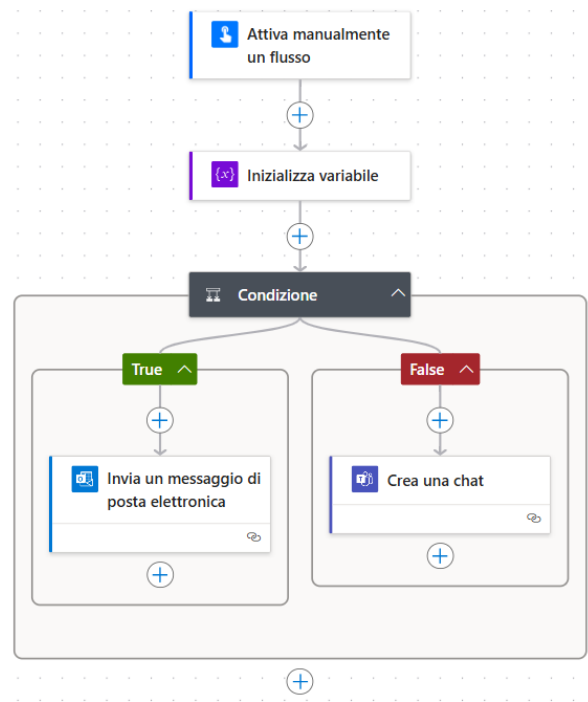 Attiva manualmente
un flusso
{x}
Inizializza variabile
Condizione
True
False
Invia un messaggio di
posta elettronica
Crea una chat